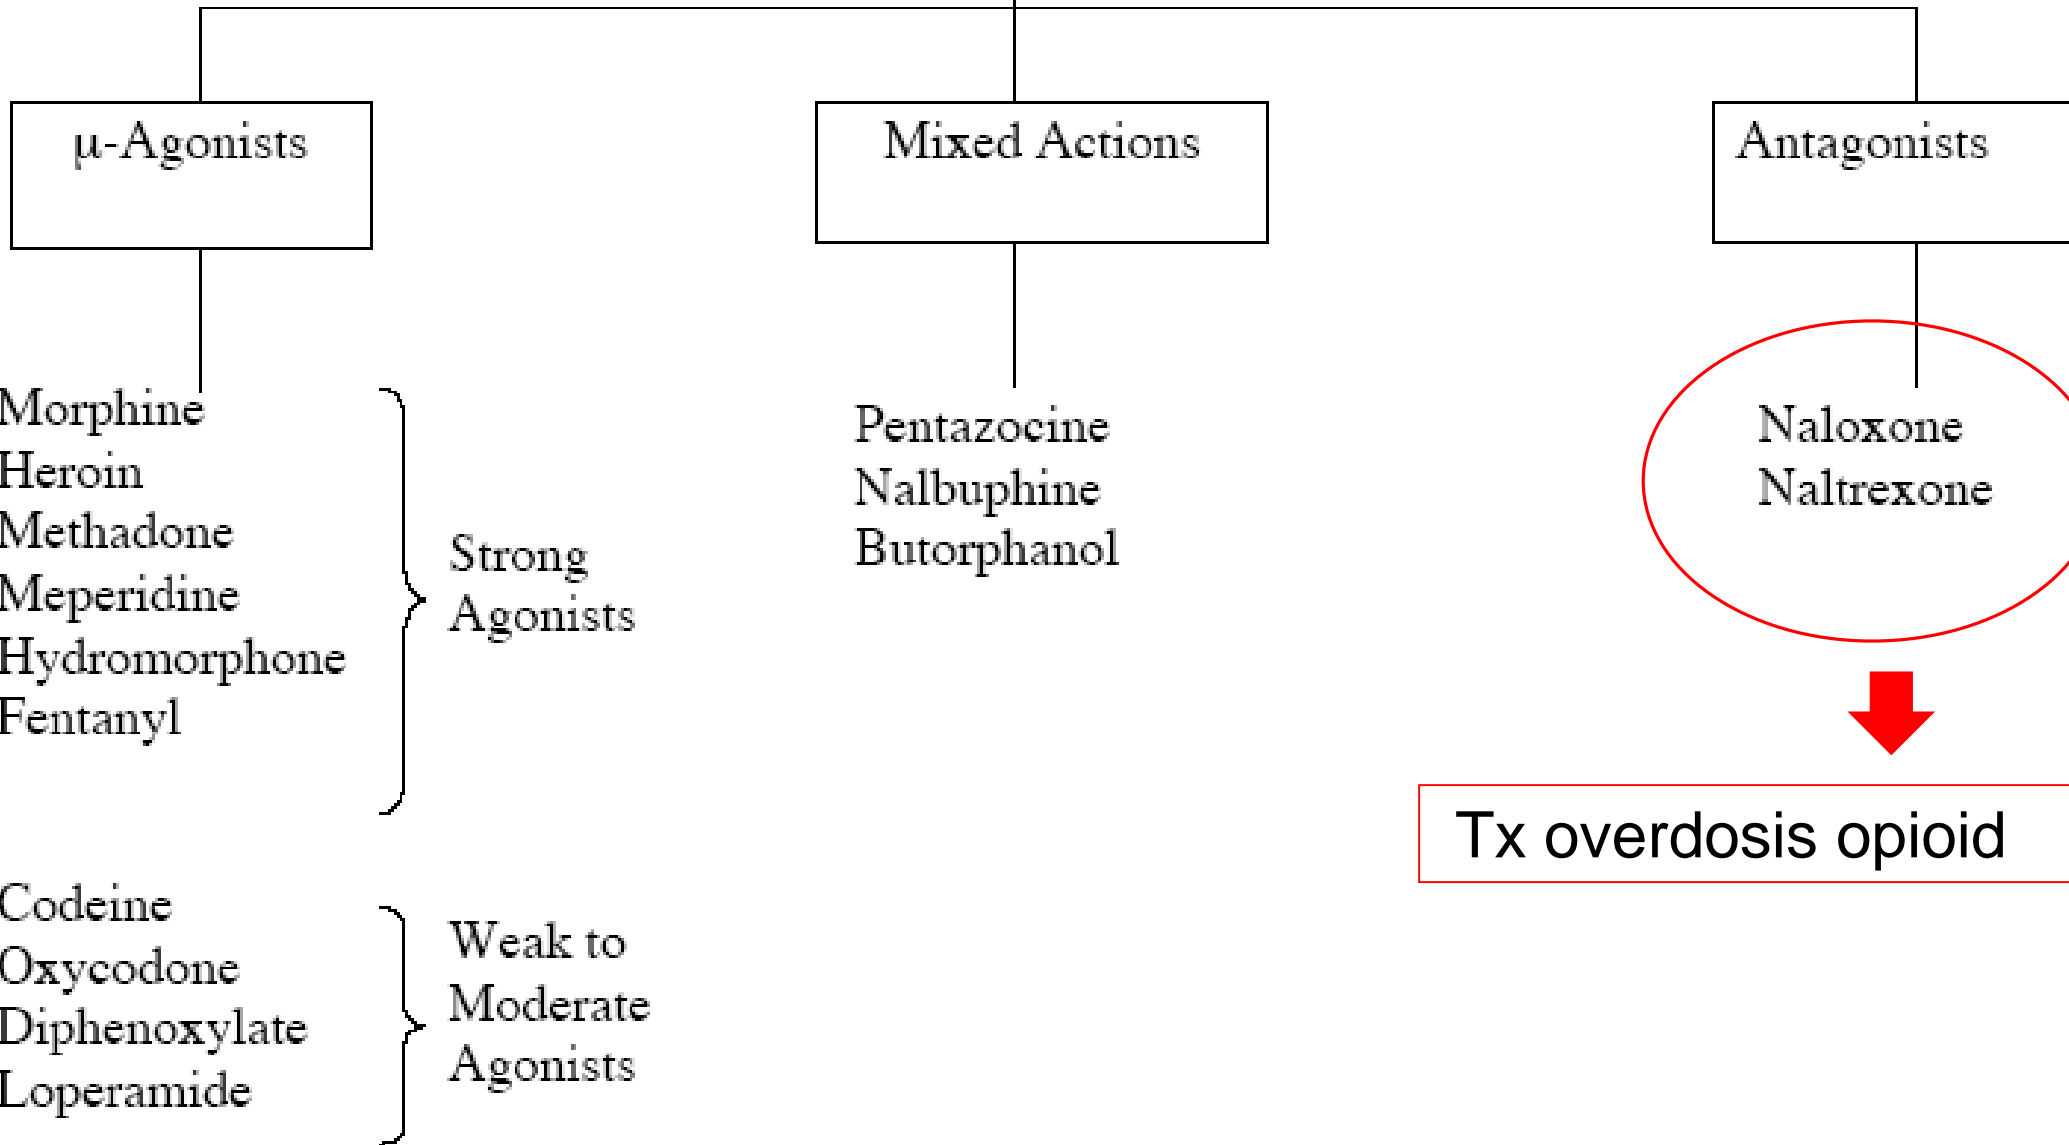 μ-Agonists
Mixed Actions
Antagonists
Morphine
Heroin
Methadone
Meperidine
Hydromorphone
Fentanyl
Strong
Agonists
Codeine
Oxycodone
Diphenoxylate
Loperamide
Weak to
Moderate
Agonists
Pentazocine
Nalbuphine
Butorphanol
Naloxone
Naltrexone
Tx overdosis opioid